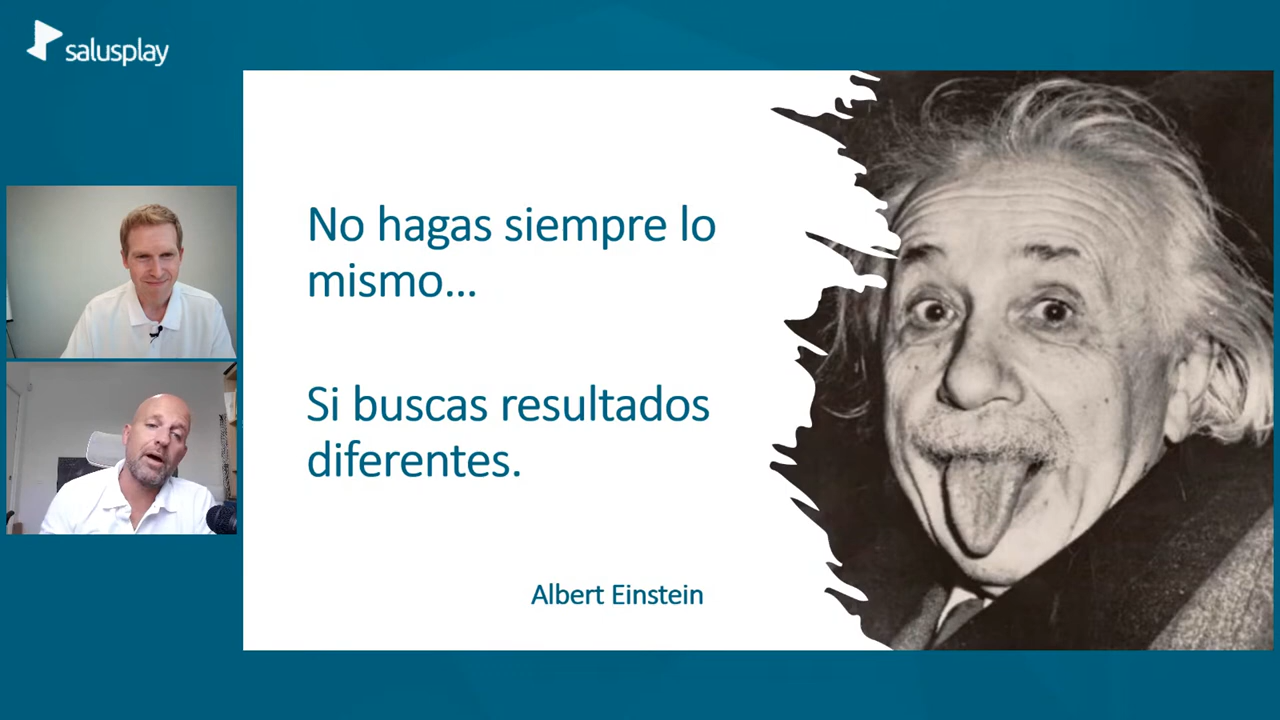 salusplay
No hagas siempre lo
mismo...
Si buscas resultados
diferentes.
Albert Einstein